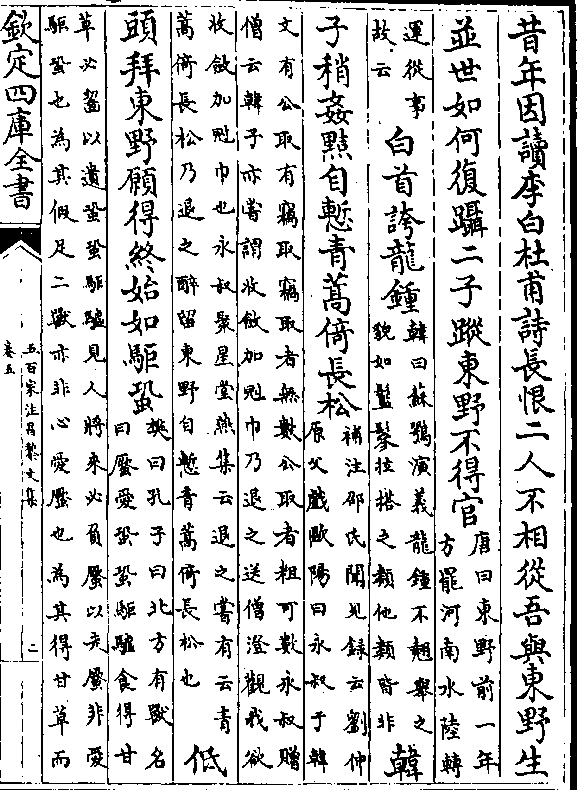 昔年因讀李白杜甫詩長恨二人不相從吾與東野生
並世如何復躡二子蹤東野不得官
唐曰東野前一年
方罷河南水陸轉
運從事
故云
白首誇龍鍾
韓曰蘇鶚演義龍鍾不翹舉之
貌如鬖拉搭之類他類皆非
韓
子稍姦黠自慙青蒿倚長松
補注邵氏聞見錄云劉仲
原父戲歐陽曰永叔于韓
文有公取有竊取竊取者無數公取者粗可數永叔贈
僧云韓子亦嘗謂收斂加冠巾乃退之送僧澄觀我欲
收斂加冠巾也永叔聚星堂燕集云退之嘗有云青
蒿倚長松乃退之醉留東野自慙青蒿倚長松也
低
頭拜東野願得終始如駏蛩
樊曰孔子曰北方有獸名
曰蟨愛蛩蛩駏驉食得甘
草必齧以遺蛩蛩駏驉見人將來必負蟨以走蟨非愛
駏蛩也為其假足二獸亦非心愛蟨也為其得甘草而
欽定四庫全書
五百家注昌黎文集
卷五
二